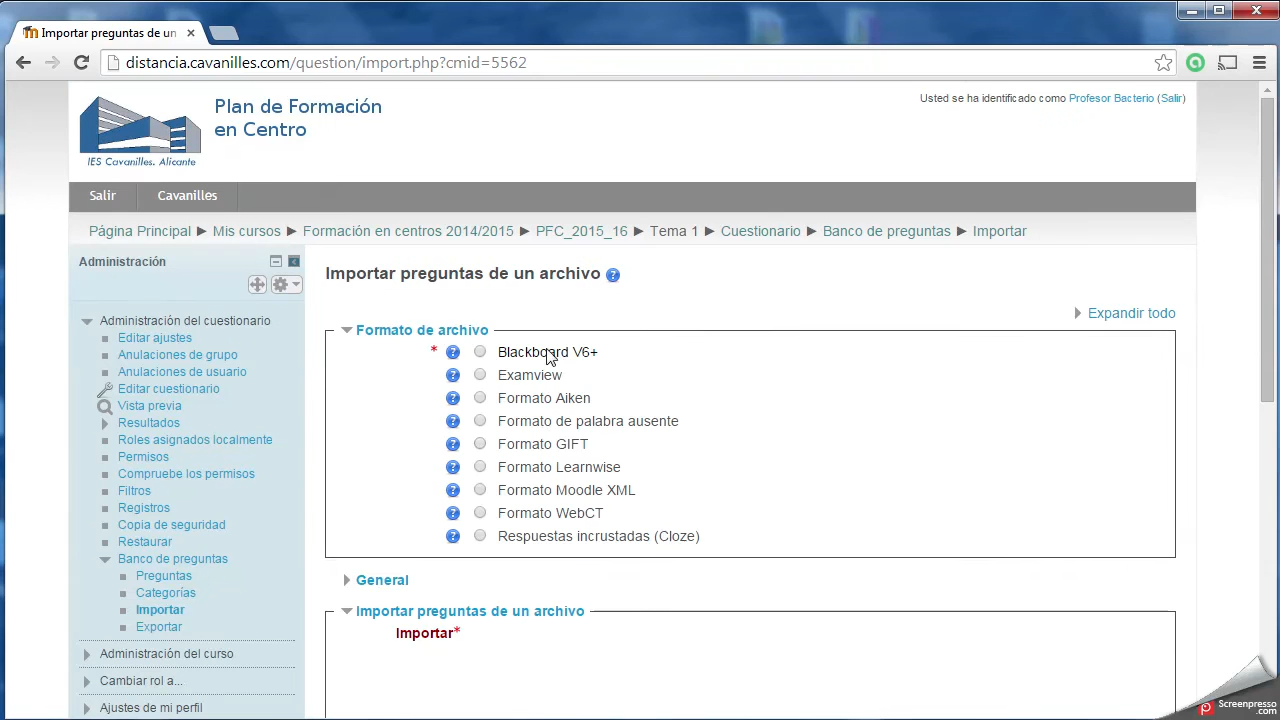 Importar preguntas de un
distancia.cavanilles.com/question/import.php?cmid=5562
Plan de Formación
en Centro
IES Cavanilles. Alicante
Usted se ha identificado como Profesor Bacterio (Salir)
Salir Cavanilles
Página Principal ► Mis cursos ► Formación en centros 2014/2015 ► PFC_2015_16 ► Tema 1 ► Cuestionario ► Banco de preguntas ► Importar
Administración
Administración del cuestionario
Editar ajustes
Anulaciones de grupo
Anulaciones de usuario
Editar cuestionario
Vista previa
Resultados
Roles asignados localmente
Permisos
Compruebe los permisos
Filtros
Registros
Copia de seguridad
Restaurar
Banco de preguntas
Preguntas
Categorías
Importar
Exportar
Administración del curso
Cambiar rol a...
Ajustes de mi perfil
Importar preguntas de un archivo
Expandir todo
Formato de archivo
* Blackboard V6+
Examview
Formato Aiken
Formato de palabra ausente
Formato GIFT
Formato Learnwise
Formato Moodle XML
Formato WebCT
Respuestas incrustadas (Cloze)
General
Importar preguntas de un archivo
Importar*
Screenpresso
.com